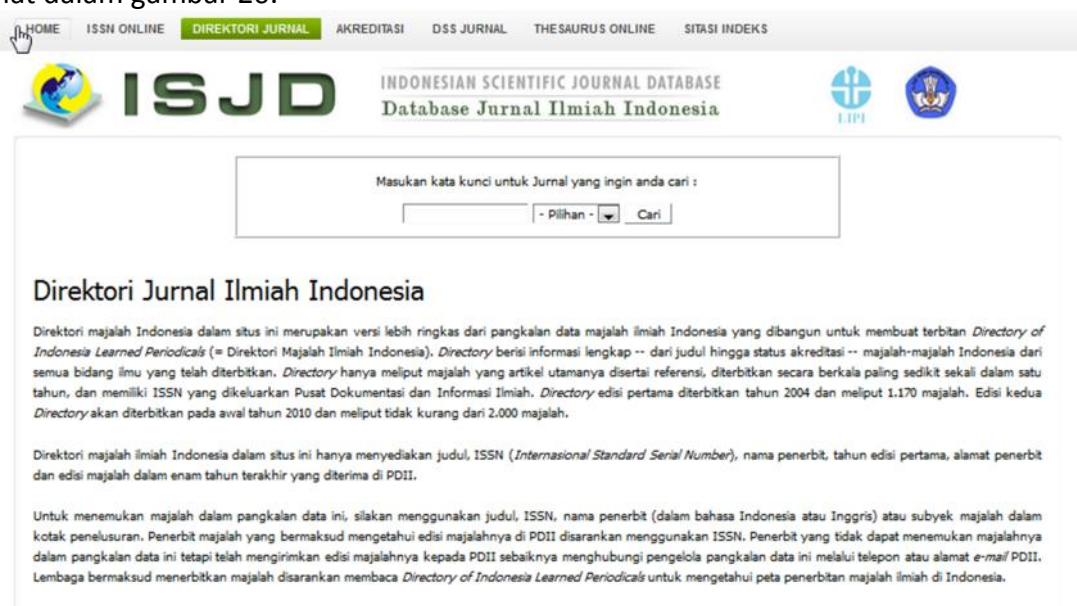 dalam gambar 20.
HOME ISSN ONLINE DIREKTORI JURNAL AKREDITASI DSS JURNAL THESAURUS ONLINE SITASI INDEKS
ISJD INDONESIAN SCIENTIFIC JOURNAL DATABASE
Database Jurnal Ilmiah Indonesia
LIPI
Masukan kata kunci untuk Jurnal yang ingin anda cari :
- Pilihan - Cari
Direktori Jurnal Ilmiah Indonesia
Direktori majalah Indonesia dalam situs ini merupakan versi lebih ringkas dari pangkalan data majalah ilmiah Indonesia yang dibangun untuk membuat terbitan Directory of
Indonesia Learned Periodicals (= Direktori Majalah Ilmiah Indonesia). Directory berisi informasi lengkap -- dari judul hingga status akreditasi -- majalah-majalah Indonesia dari
semua bidang ilmu yang telah diterbitkan. Directory hanya meliput majalah yang artikel utamanya disertai referensi, diterbitkan secara berkala paling sedikit sekali dalam satu
tahun, dan memiliki ISSN yang dikeluarkan Pusat Dokumentasi dan Informasi Ilmiah. Directory edisi pertama diterbitkan tahun 2004 dan meliput 1.170 majalah. Edisi kedua
Directory akan diterbitkan pada awal tahun 2010 dan meliput tidak kurang dari 2.000 majalah.
Direktori majalah ilmiah Indonesia dalam situs ini hanya menyediakan judul, ISSN (Internasional Standard Serial Number), nama penerbit, tahun edisi pertama, alamat penerbit
dan edisi majalah dalam enam tahun terakhir yang diterima di PDII.
Untuk menemukan majalah dalam pangkalan data ini, silakan menggunakan judul, ISSN, nama penerbit (dalam bahasa Indonesia atau Inggris) atau subyek majalah dalam
kotak penelusuran. Penerbit majalah yang bermaksud mengetahui edisi majalahnya di PDII disarankan menggunakan ISSN. Penerbit yang tidak dapat menemukan majalahnya
dalam pangkalan data ini tetapi telah mengirimkan edisi majalahnya kepada PDII sebaiknya menghubungi pengelola pangkalan data ini melalui telepon atau alamat e-mail PDII.
Lembaga bermaksud menerbitkan majalah disarankan membaca Directory of Indonesia Learned Periodicals untuk mengetahui peta penerbitan majalah ilmiah di Indonesia.